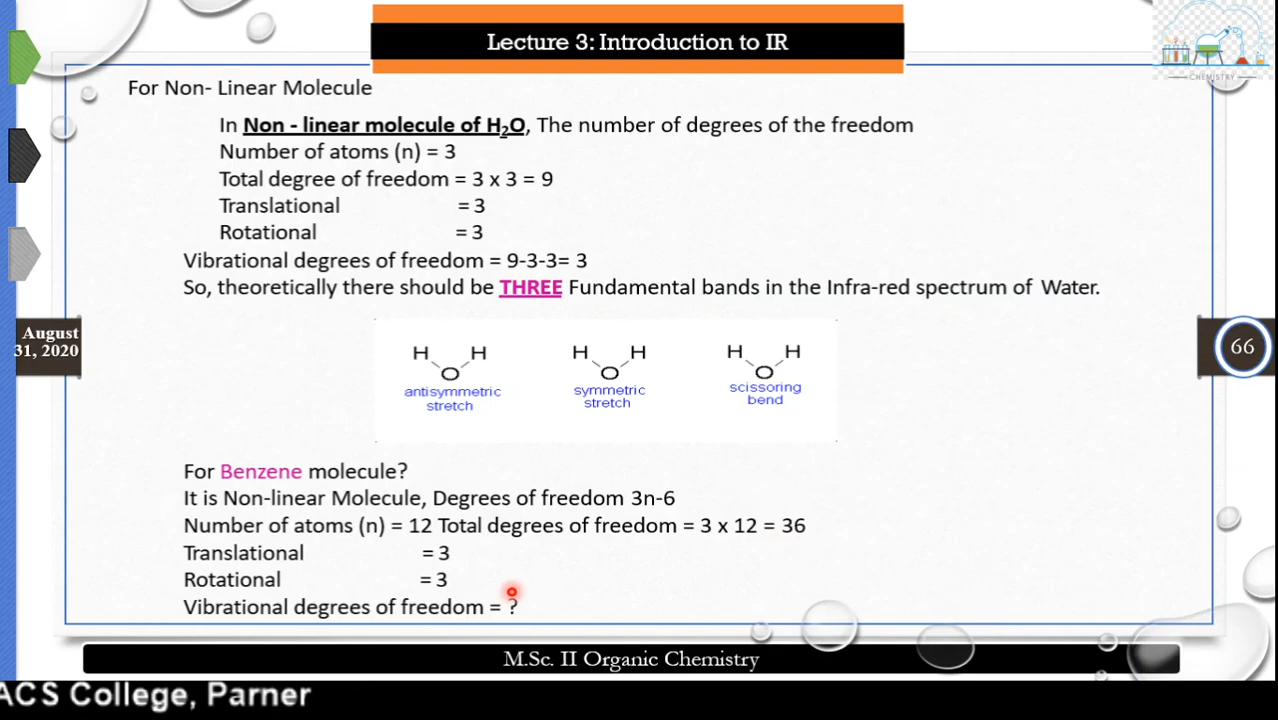 Lecture 3: Introduction to IR
CHEMISTRY
For Non- Linear Molecule
In Non - linear molecule of H₂O, The number of degrees of the freedom
Number of atoms (n) = 3
Total degree of freedom = 3 x 3 = 9
Translational = 3
Rotational = 3
Vibrational degrees of freedom = 9-3-3= 3
So, theoretically there should be THREE Fundamental bands in the Infra-red spectrum of Water.
August
31, 2020
66
H H H H H H
O O O
antisymmetric
stretch
symmetric
stretch
scissoring
bend
For Benzene molecule?
It is Non-linear Molecule, Degrees of freedom 3n-6
Number of atoms (n) = 12 Total degrees of freedom = 3 x 12 = 36
Translational = 3
Rotational = 3
Vibrational degrees of freedom = ?
M.Sc. II Organic Chemistry
ACS College, Parner